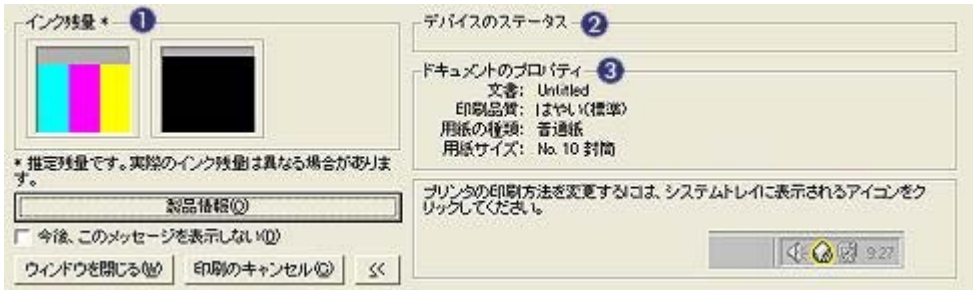 インク残量 * 1
* 推定残量です。実際のインク残量は異なる場合がありま
す。
製品情報(O)
今後、このメッセージを表示しない(D)
ウィンドウを閉じる(W) 印刷のキャンセル(C) <<
デバイスのステータス 2
ドキュメントのプロパティ 3
文書: Untitled
印刷品質: はやい(標準)
用紙の種類: 普通紙
用紙サイズ: No. 10 封筒
プリンタの印刷方法を変更するには、システムトレイに表示されるアイコンをク
リックしてください。
9:27